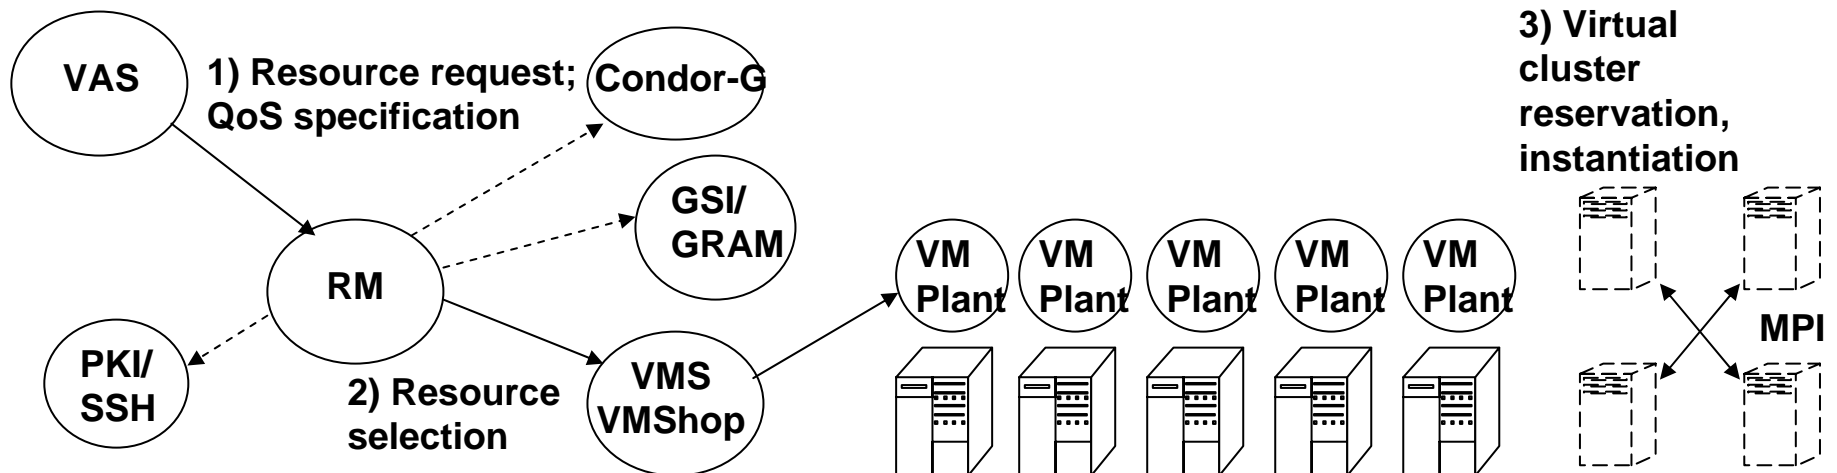 VAS
1) Resource request;
QoS specification
Condor-G
3) Virtual
cluster
reservation,
instantiation
GSI/
GRAM
RM
VM
Plant
VM
Plant
VM
Plant
VM
Plant
VM
Plant
MPI
PKI/
SSH
2) Resource
selection
VMS
VMShop